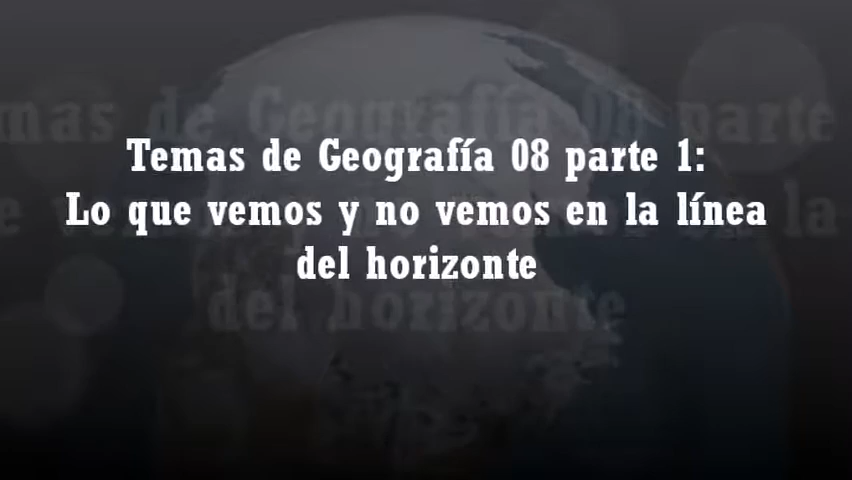 Temas de Geografía 08 parte 1:
Lo que vemos y no vemos en la línea
del horizonte